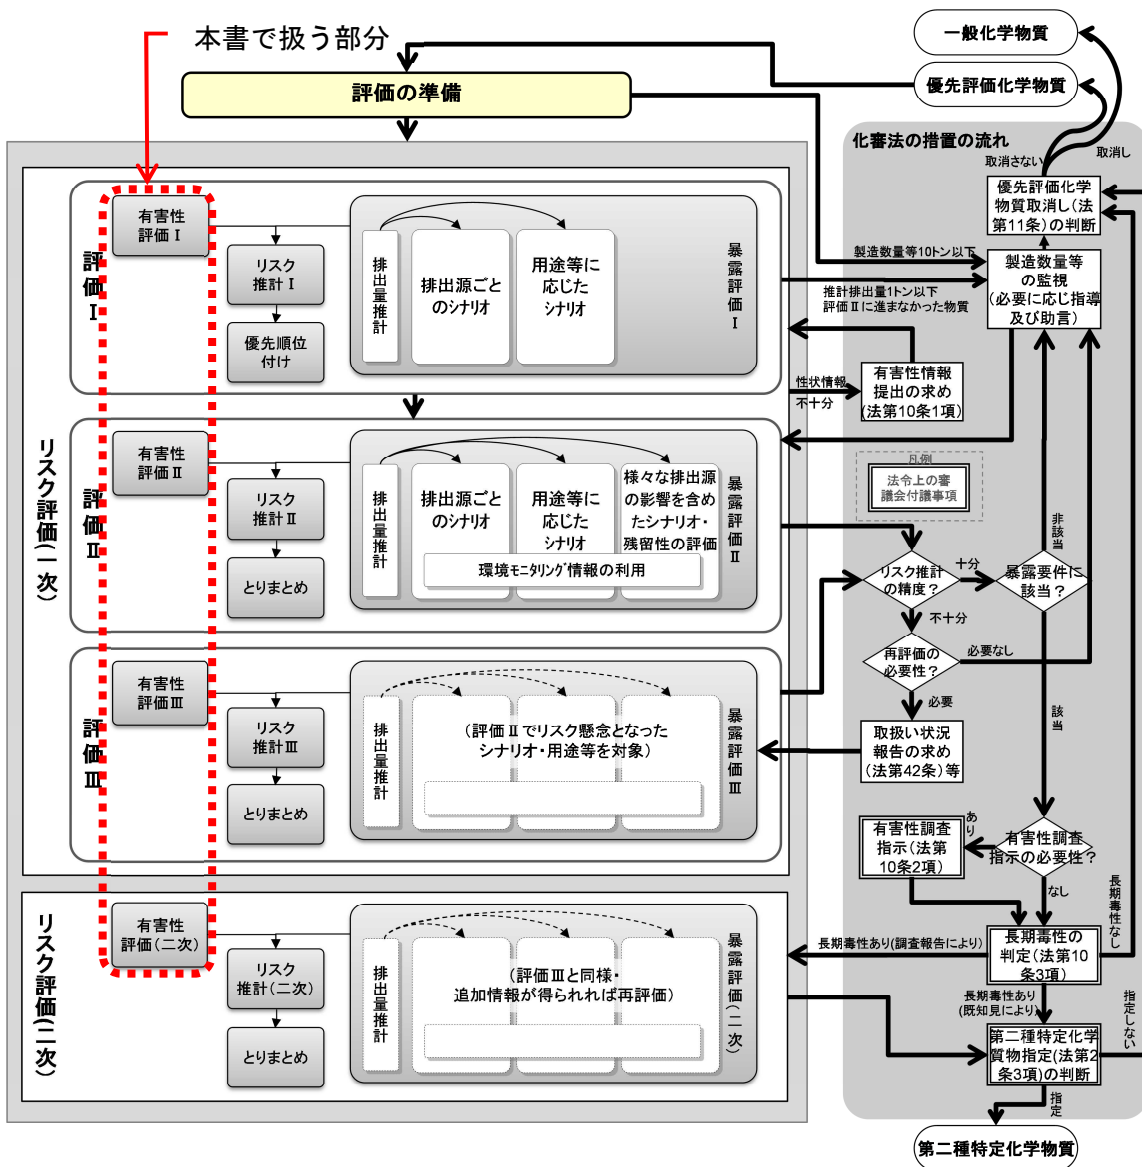 本書で扱う部分
評価の準備
一般化学物質
優先評価化学物質
化審法の措置の流れ
取消さない
取消し
優先評価化学
物質取消し(法
第11条)の判断
製造数量等10トン以下
製造数量等
の監視
(必要に応じ指導
及び助言)
推計排出量1トン以下
評価Ⅱに進まなかった物質
性状情報
不十分
有害性情報
提出の求め
(法第10条1項)
凡例
法令上の審
議会付議事項
リスク評価(一次)
評価Ⅰ
有害性
評価Ⅰ
リスク
推計Ⅰ
優先順位
付け
排出量推計
排出源ごと
のシナリオ
用途等に
応じた
シナリオ
暴露評価Ⅰ
評価Ⅱ
有害性
評価Ⅱ
リスク
推計Ⅱ
とりまとめ
排出量推計
排出源ごと
のシナリオ
用途等に
応じた
シナリオ
様々な排出源
の影響を含め
たシナリオ・
残留性の評価
環境モニタリング情報の利用
暴露評価Ⅱ
評価Ⅲ
有害性
評価Ⅲ
リスク
推計Ⅲ
とりまとめ
排出量推計
(評価Ⅱでリスク懸念となった
シナリオ・用途等を対象)
暴露評価Ⅲ
リスク評価(二次)
有害性
評価(二次)
リスク
推計(二次)
とりまとめ
排出量推計
(評価Ⅲと同様・
追加情報が得られれば再評価)
暴露評価(二次)
リスク推計
の精度?
十分
不十分
暴露要件に
該当?
非該当
該当
再評価の
必要性?
必要なし
必要
取扱い状況
報告の求め
(法第42条)等
有害性調査
指示(法第
10条2項)
あり
有害性調査
指示の必要性?
なし
長期毒性なし
長期毒性あり(調査報告により)
長期毒性の
判定(法第10
条3項)
長期毒性あり
(既知見により)
指定しない
第二種特定化学
質物指定(法第2
条3項)の判断
指定
第二種特定化学物質